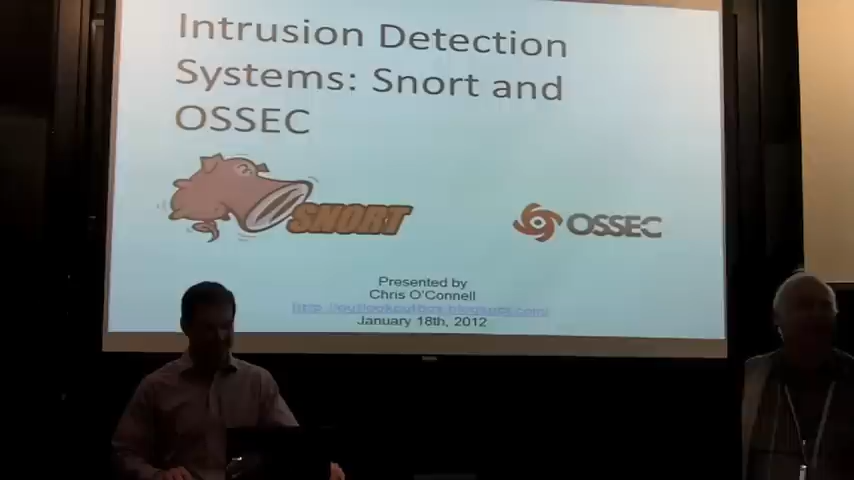 Intrusion Detection
Systems: Snort and
OSSEC
SNORT
OSSEC
Presented by
Chris O'Connell
January 18th, 2012